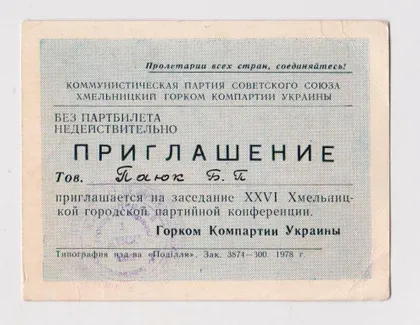 Пролетарии всех стран, соединяйтесь!
КОММУНИСТИЧЕСКАЯ ПАРТИЯ СОВЕТСКОГО СОЮЗА
ХМЕЛЬНИЦКИЙ ГОРКОМ КОМПАРТИИ УКРАИНЫ
БЕЗ ПАРТБИЛЕТА
НЕДЕЙСТВИТЕЛЬНО
ПРИГЛАШЕНИЕ
Тов. Паюк Б.П
приглашается на заседание XXVI Хмельниц-
кой городской партийной конференции.
Горком Компартии Украины
Типография изд-ва «Поділля». Зак. 3874—300. 1978 г.